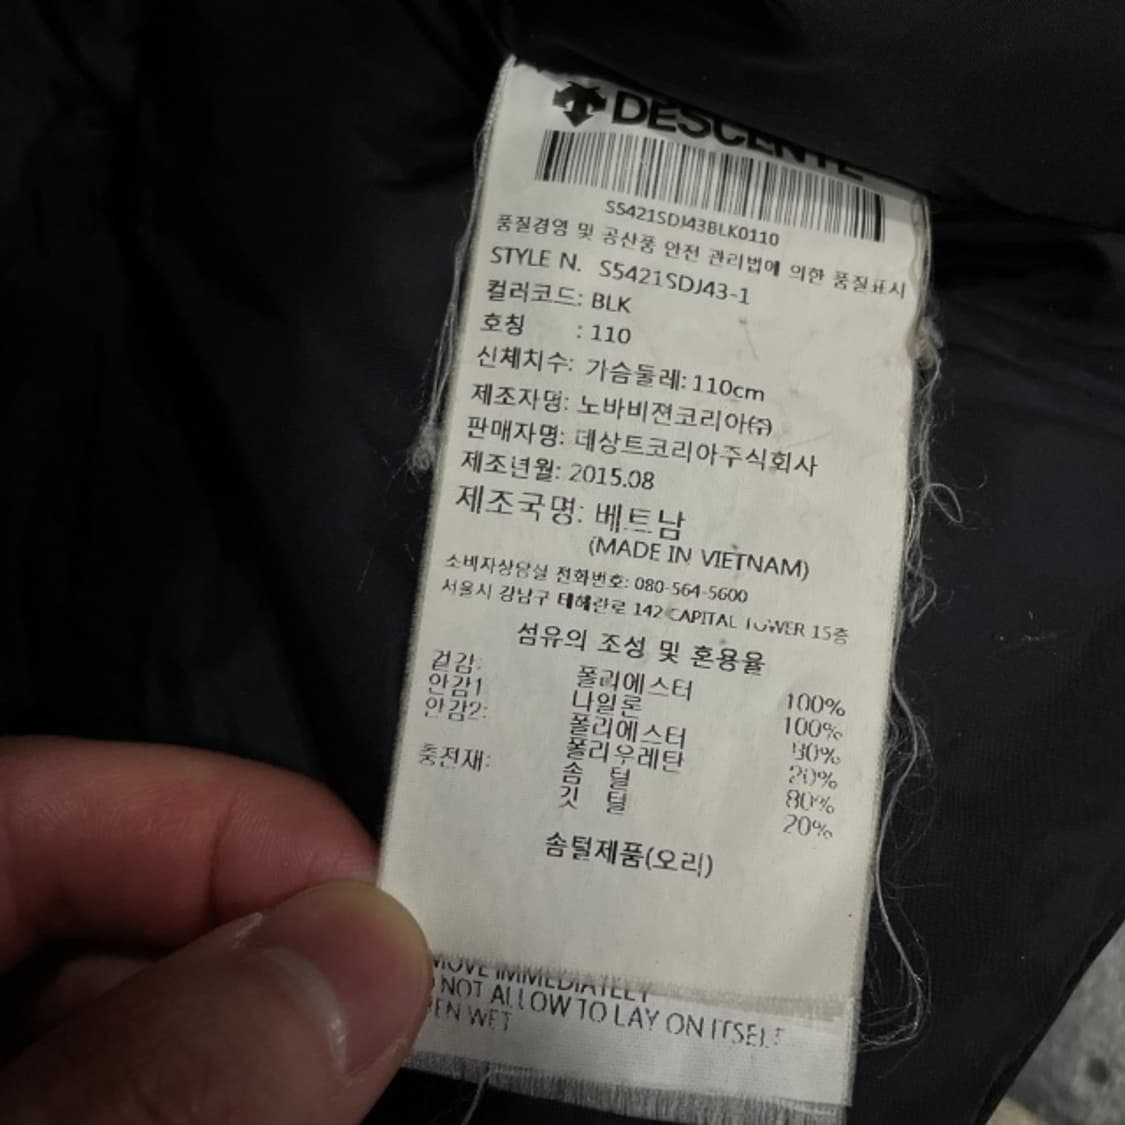 DESCENTE
S5421SDJ43BLK0110
품질경영 및 공산품 안전 관리법에 의한 품질표시
STYLE N. S5421SDJ43-1
컬러코드: BLK
호칭 : 110
신체치수: 가슴둘레: 110cm
제조자명: 노바비젼코리아㈜
판매자명: 데상트코리아주식회사
제조년월: 2015.08
제조국명: 베트남
(MADE IN VIETNAM)
소비자상담실 전화번호: 080-564-5600
서울시 강남구 테헤란로 142 CAPITAL TOWER 15층
섬유의 조성 및 혼용율
겉감: 폴리에스터 100%
안감1 나일론 100%
안감2: 폴리에스터 80%
폴리우레탄 20%
충전재: 솜 털 80%
깃 털 20%
솜털제품(오리)
IMMEDIATELY
NOT ALLOW TO LAY ON ITSELF
WET